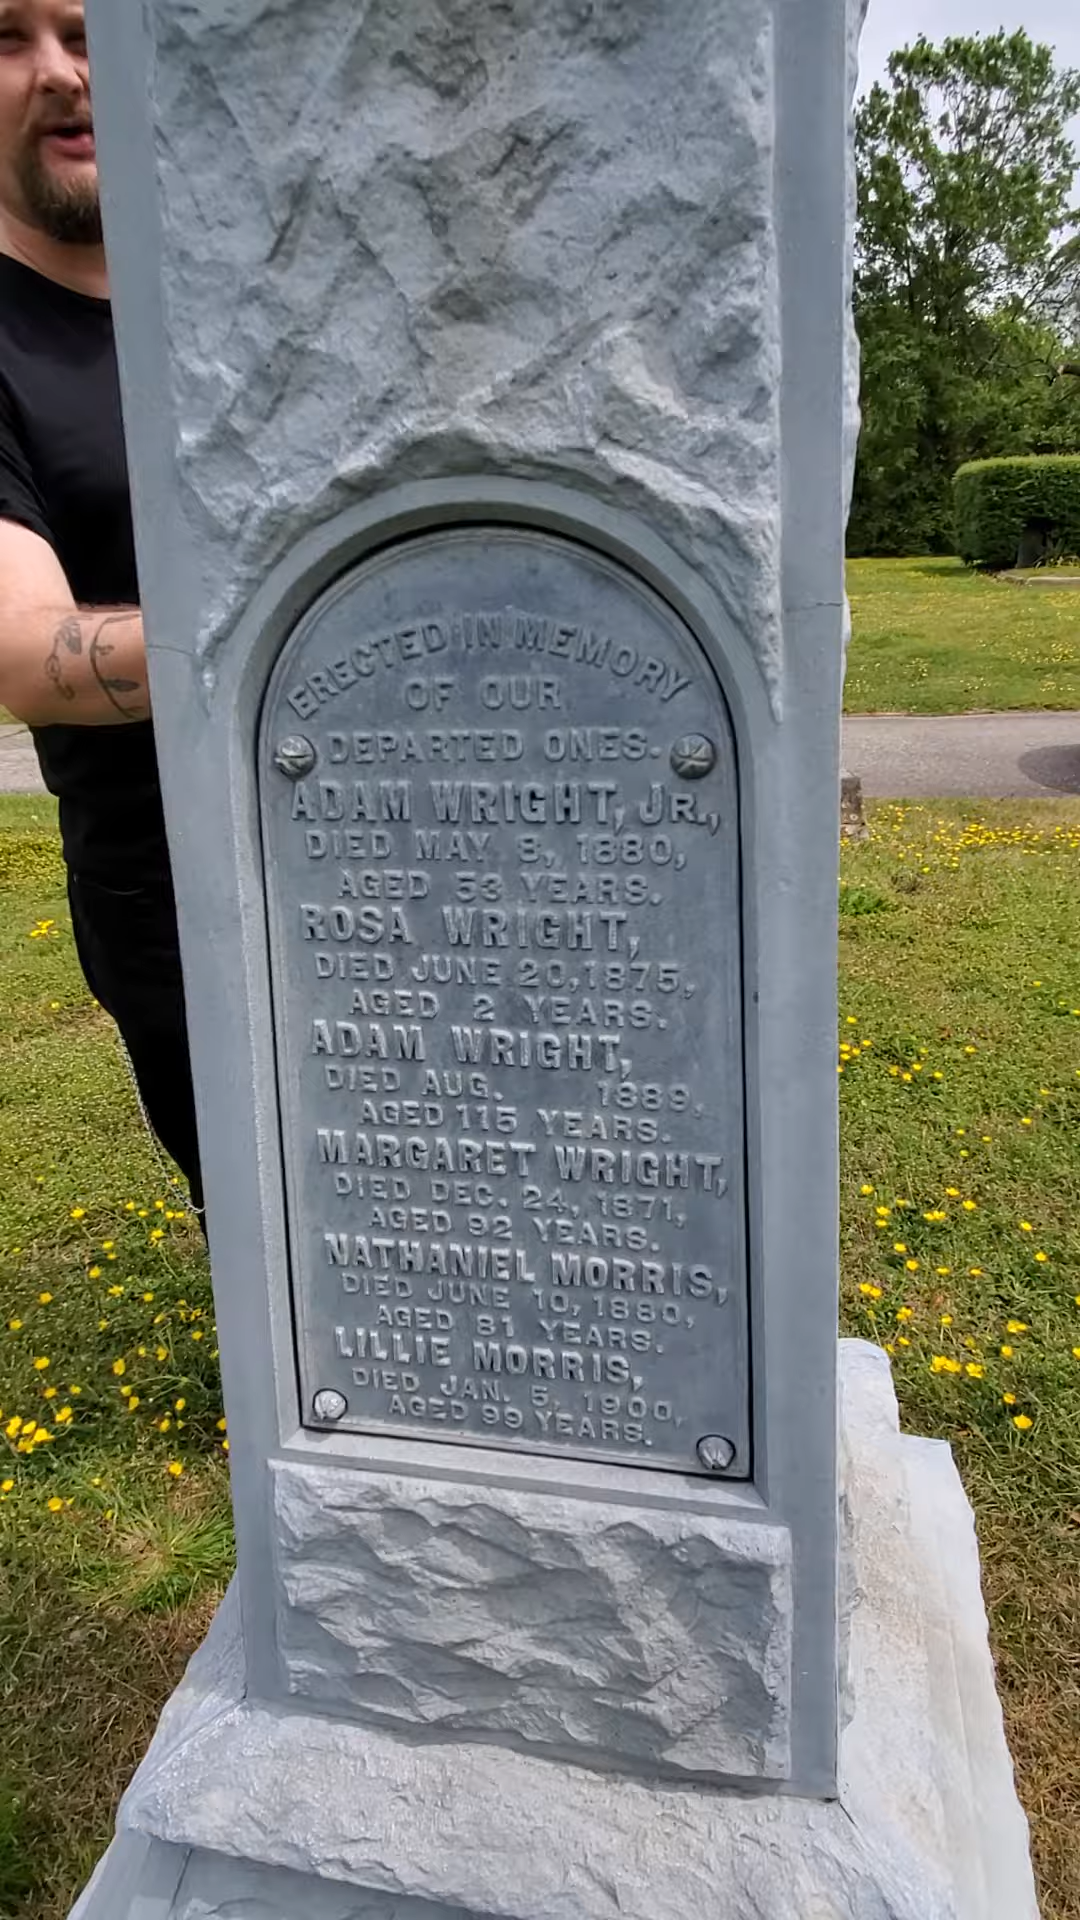 ERECTED IN MEMORY
OF OUR
DEPARTED ONES.
ADAM WRIGHT, JR.,
DIED MAY 8, 1880,
AGED 53 YEARS.
ROSA WRIGHT,
DIED JUNE 20, 1875,
AGED 2 YEARS.
ADAM WRIGHT,
DIED AUG. 1889,
AGED 115 YEARS.
MARGARET WRIGHT,
DIED DEC. 24, 1871,
AGED 92 YEARS.
NATHANIEL MORRIS,
DIED JUNE 10, 1880,
AGED 81 YEARS.
LILLIE MORRIS,
DIED JAN. 5, 1900,
AGED 99 YEARS.